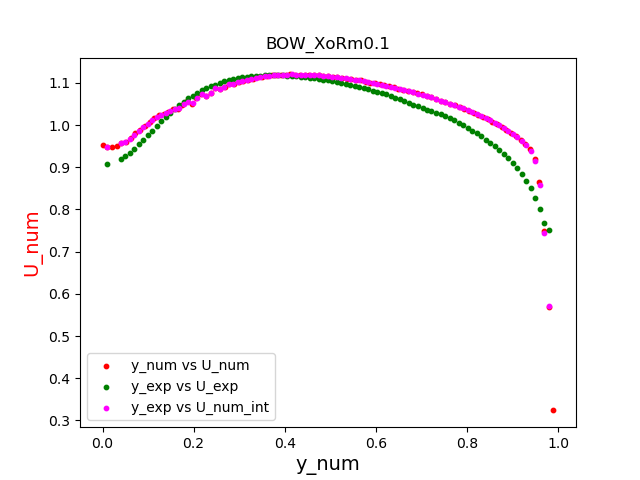 BOW_XoRm0.1
U_num
1.1
1.0
0.9
0.8
0.7
0.6
0.5
0.4
0.3
y_num vs U_num
y_exp vs U_exp
y_exp vs U_num_int
0.0 0.2 0.4 0.6 0.8 1.0
y_num